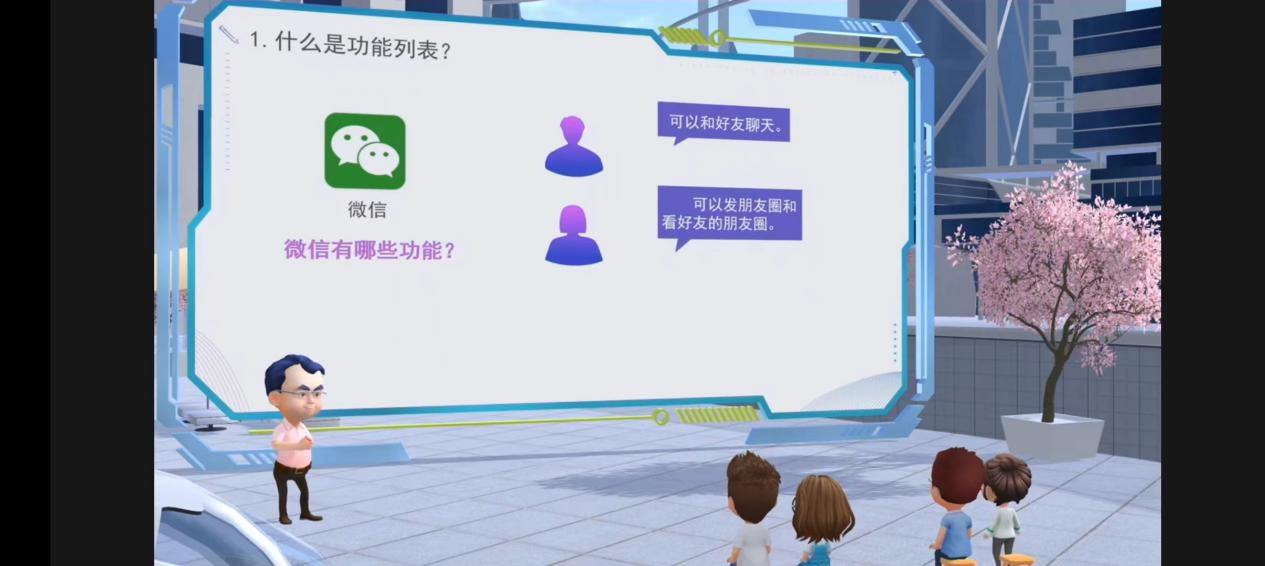 1. 什么是功能列表?
可以和好友聊天。
微信
可以发朋友圈和
看好友的朋友圈。
微信有哪些功能?